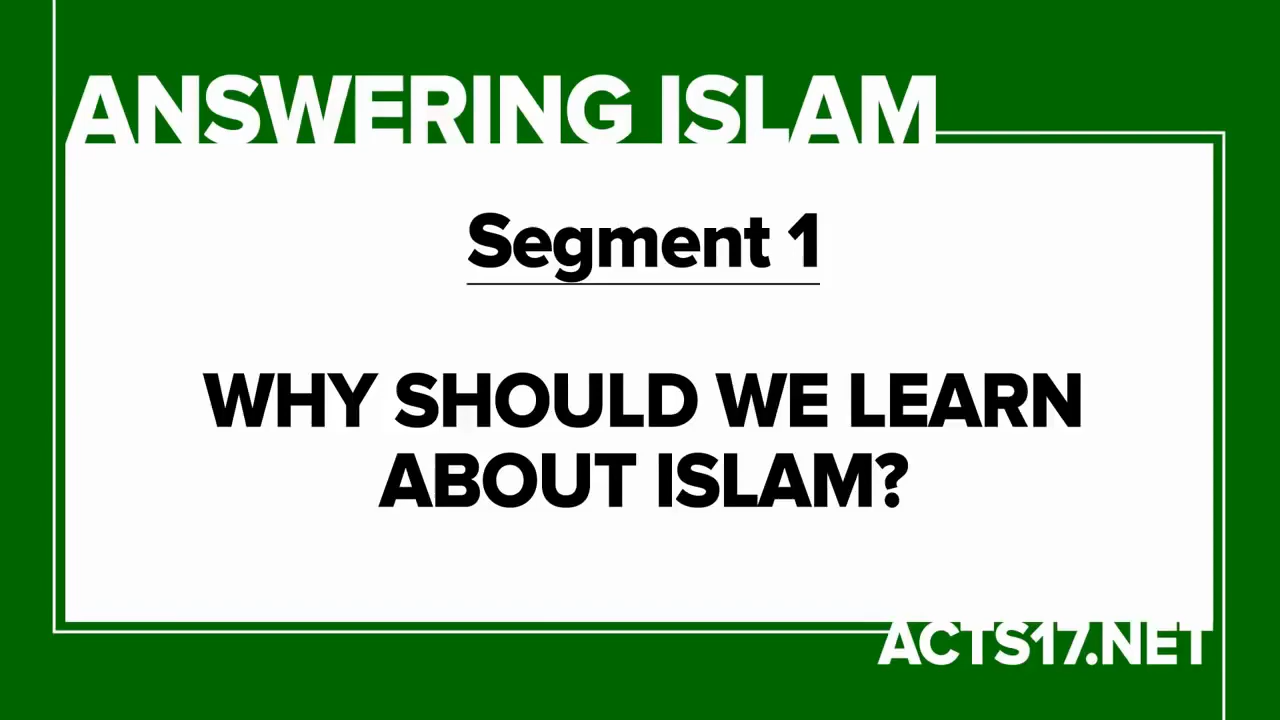 ANSWERING ISLAM
Segment 1
WHY SHOULD WE LEARN
ABOUT ISLAM?
ACTS17.NET